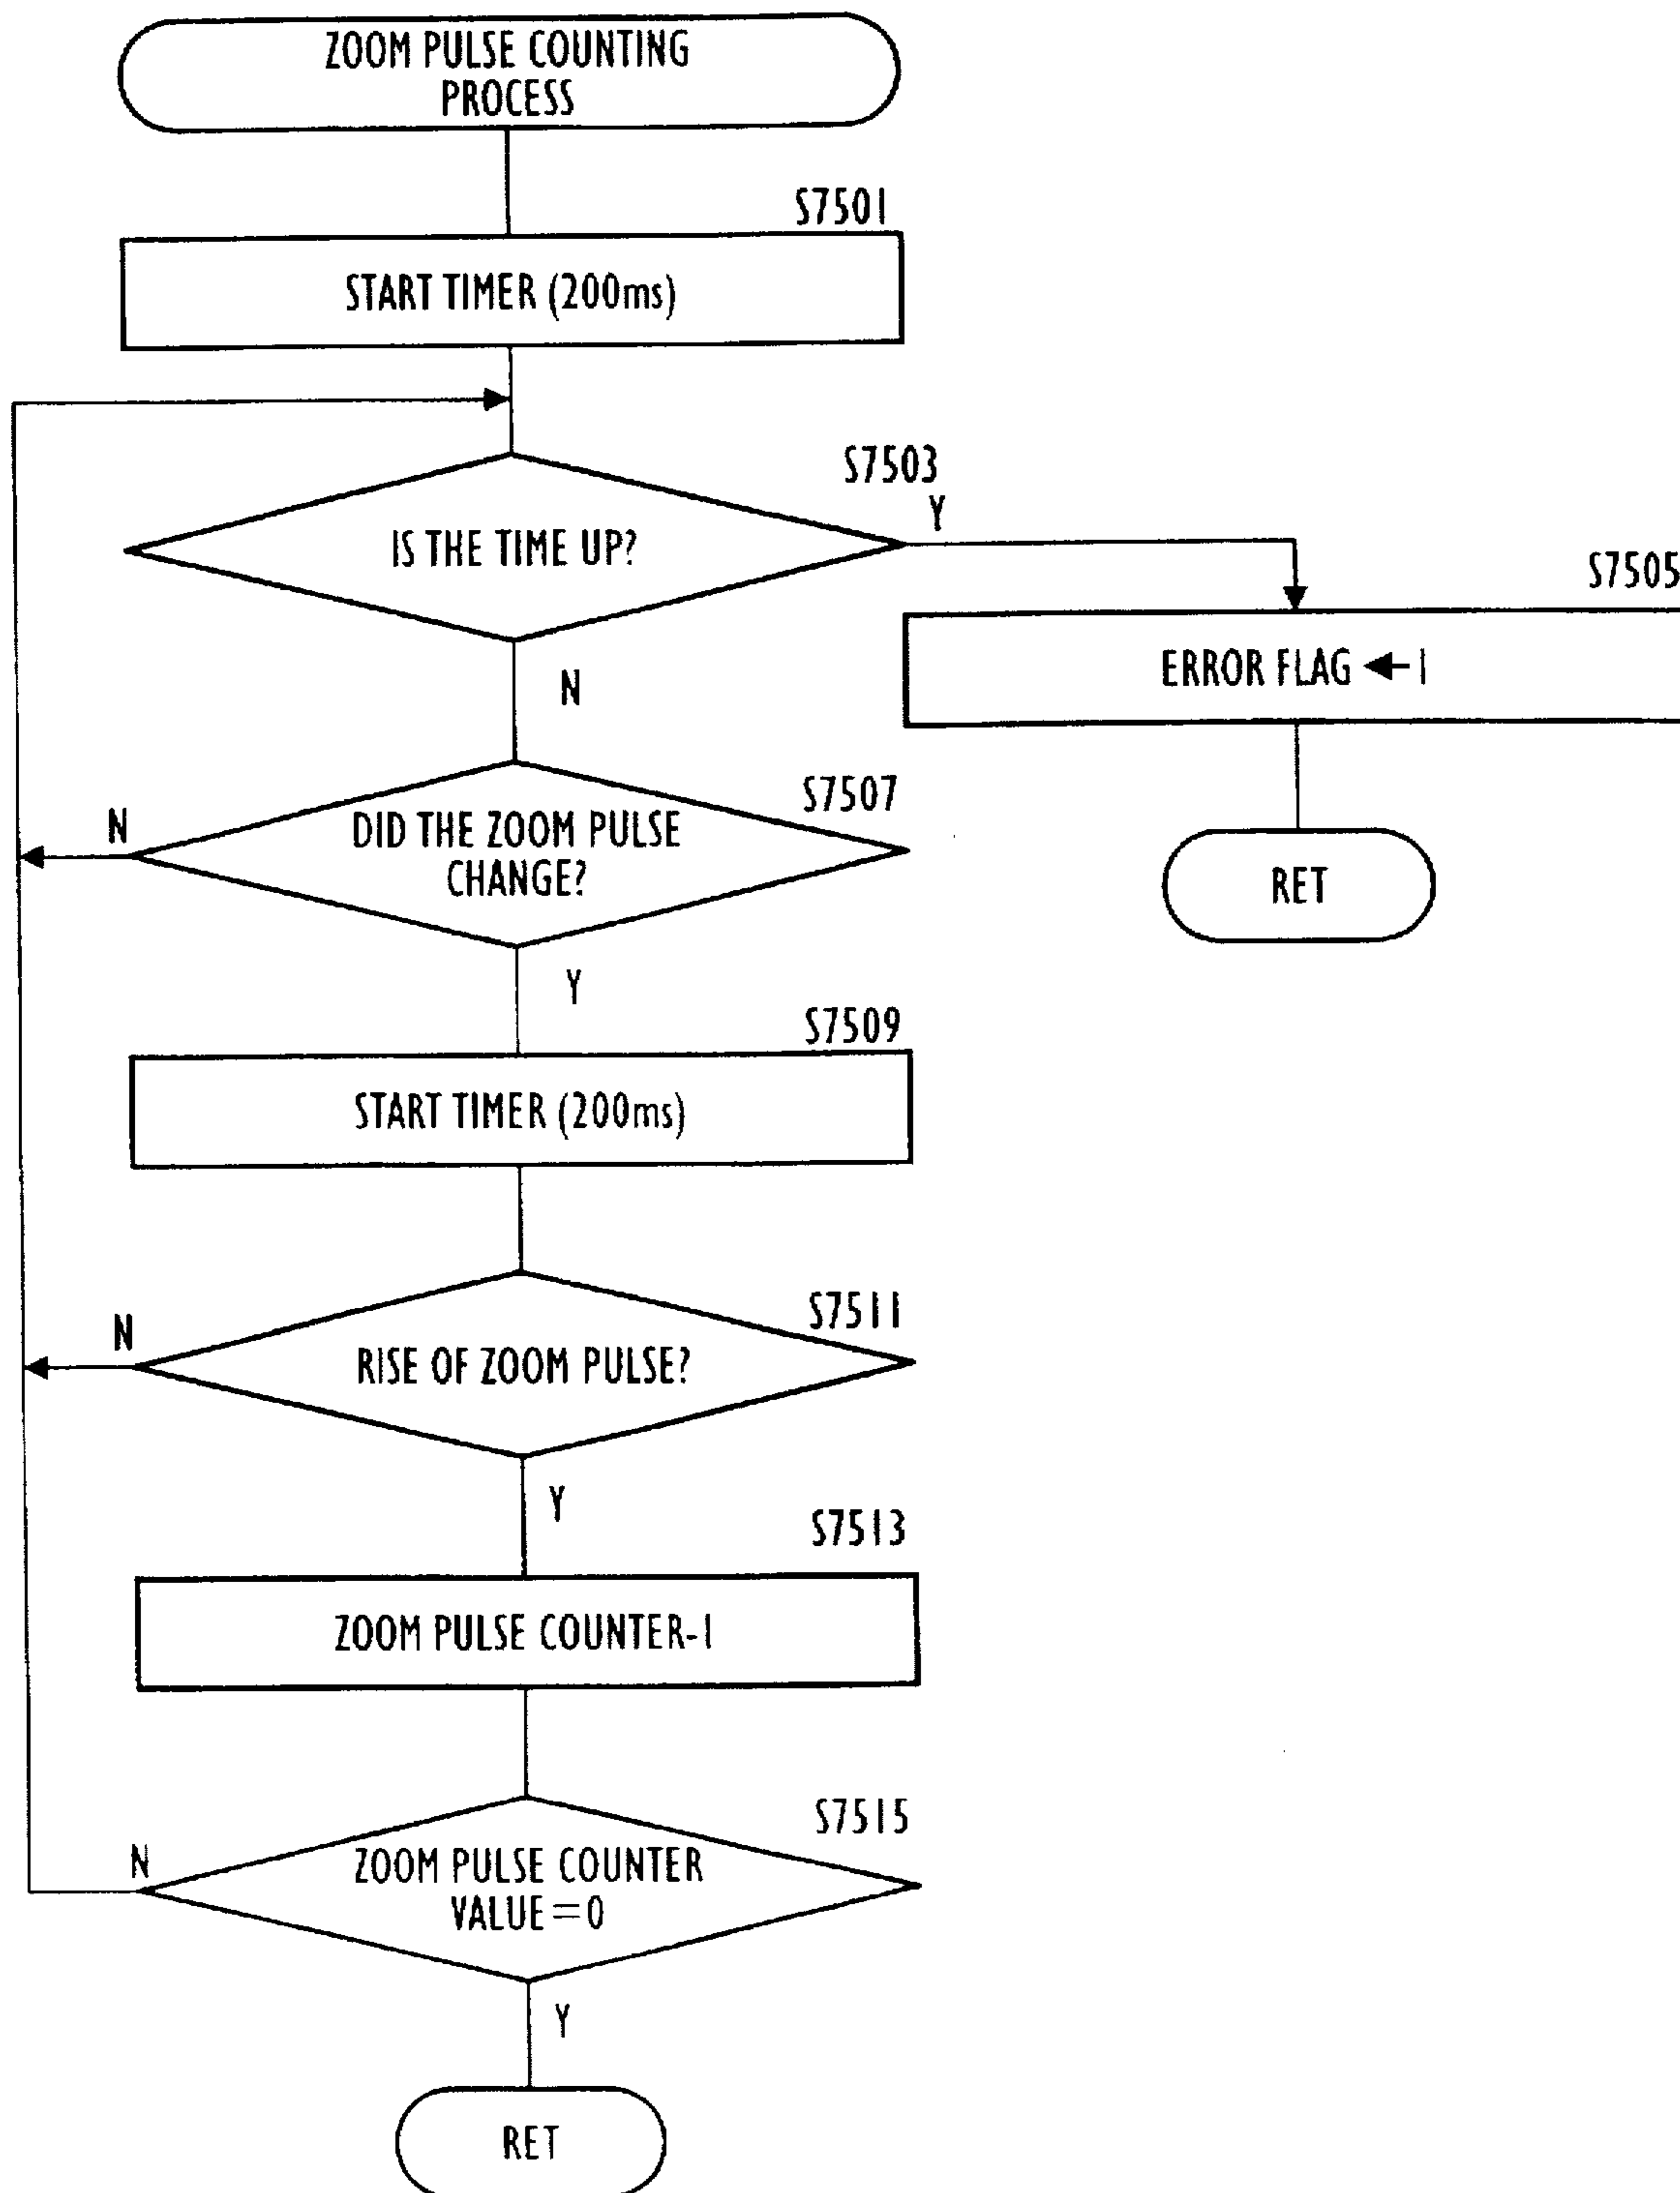 ZOOM PULSE COUNTING
PROCESS
S7501
START TIMER (200ms)
S7503
IS THE TIME UP?
Y
S7505
ERROR FLAG ← 1
N
RET
S7507
DID THE ZOOM PULSE
CHANGE?
N
Y
S7509
START TIMER (200ms)
S7511
RISE OF ZOOM PULSE?
N
Y
S7513
ZOOM PULSE COUNTER-1
S7515
ZOOM PULSE COUNTER
VALUE=0
N
Y
RET